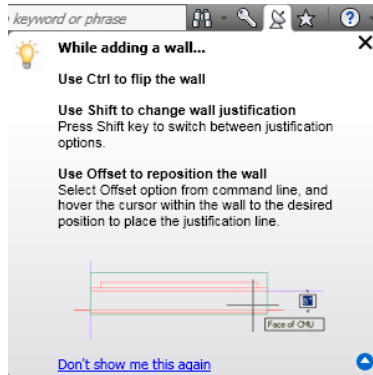 keyword or phrase
While adding a wall...
Use Ctrl to flip the wall
Use Shift to change wall justification
Press Shift key to switch between justification
options.
Use Offset to reposition the wall
Select Offset option from command line, and
hover the cursor within the wall to the desired
position to place the justification line.
Face of CMU
Don't show me this again